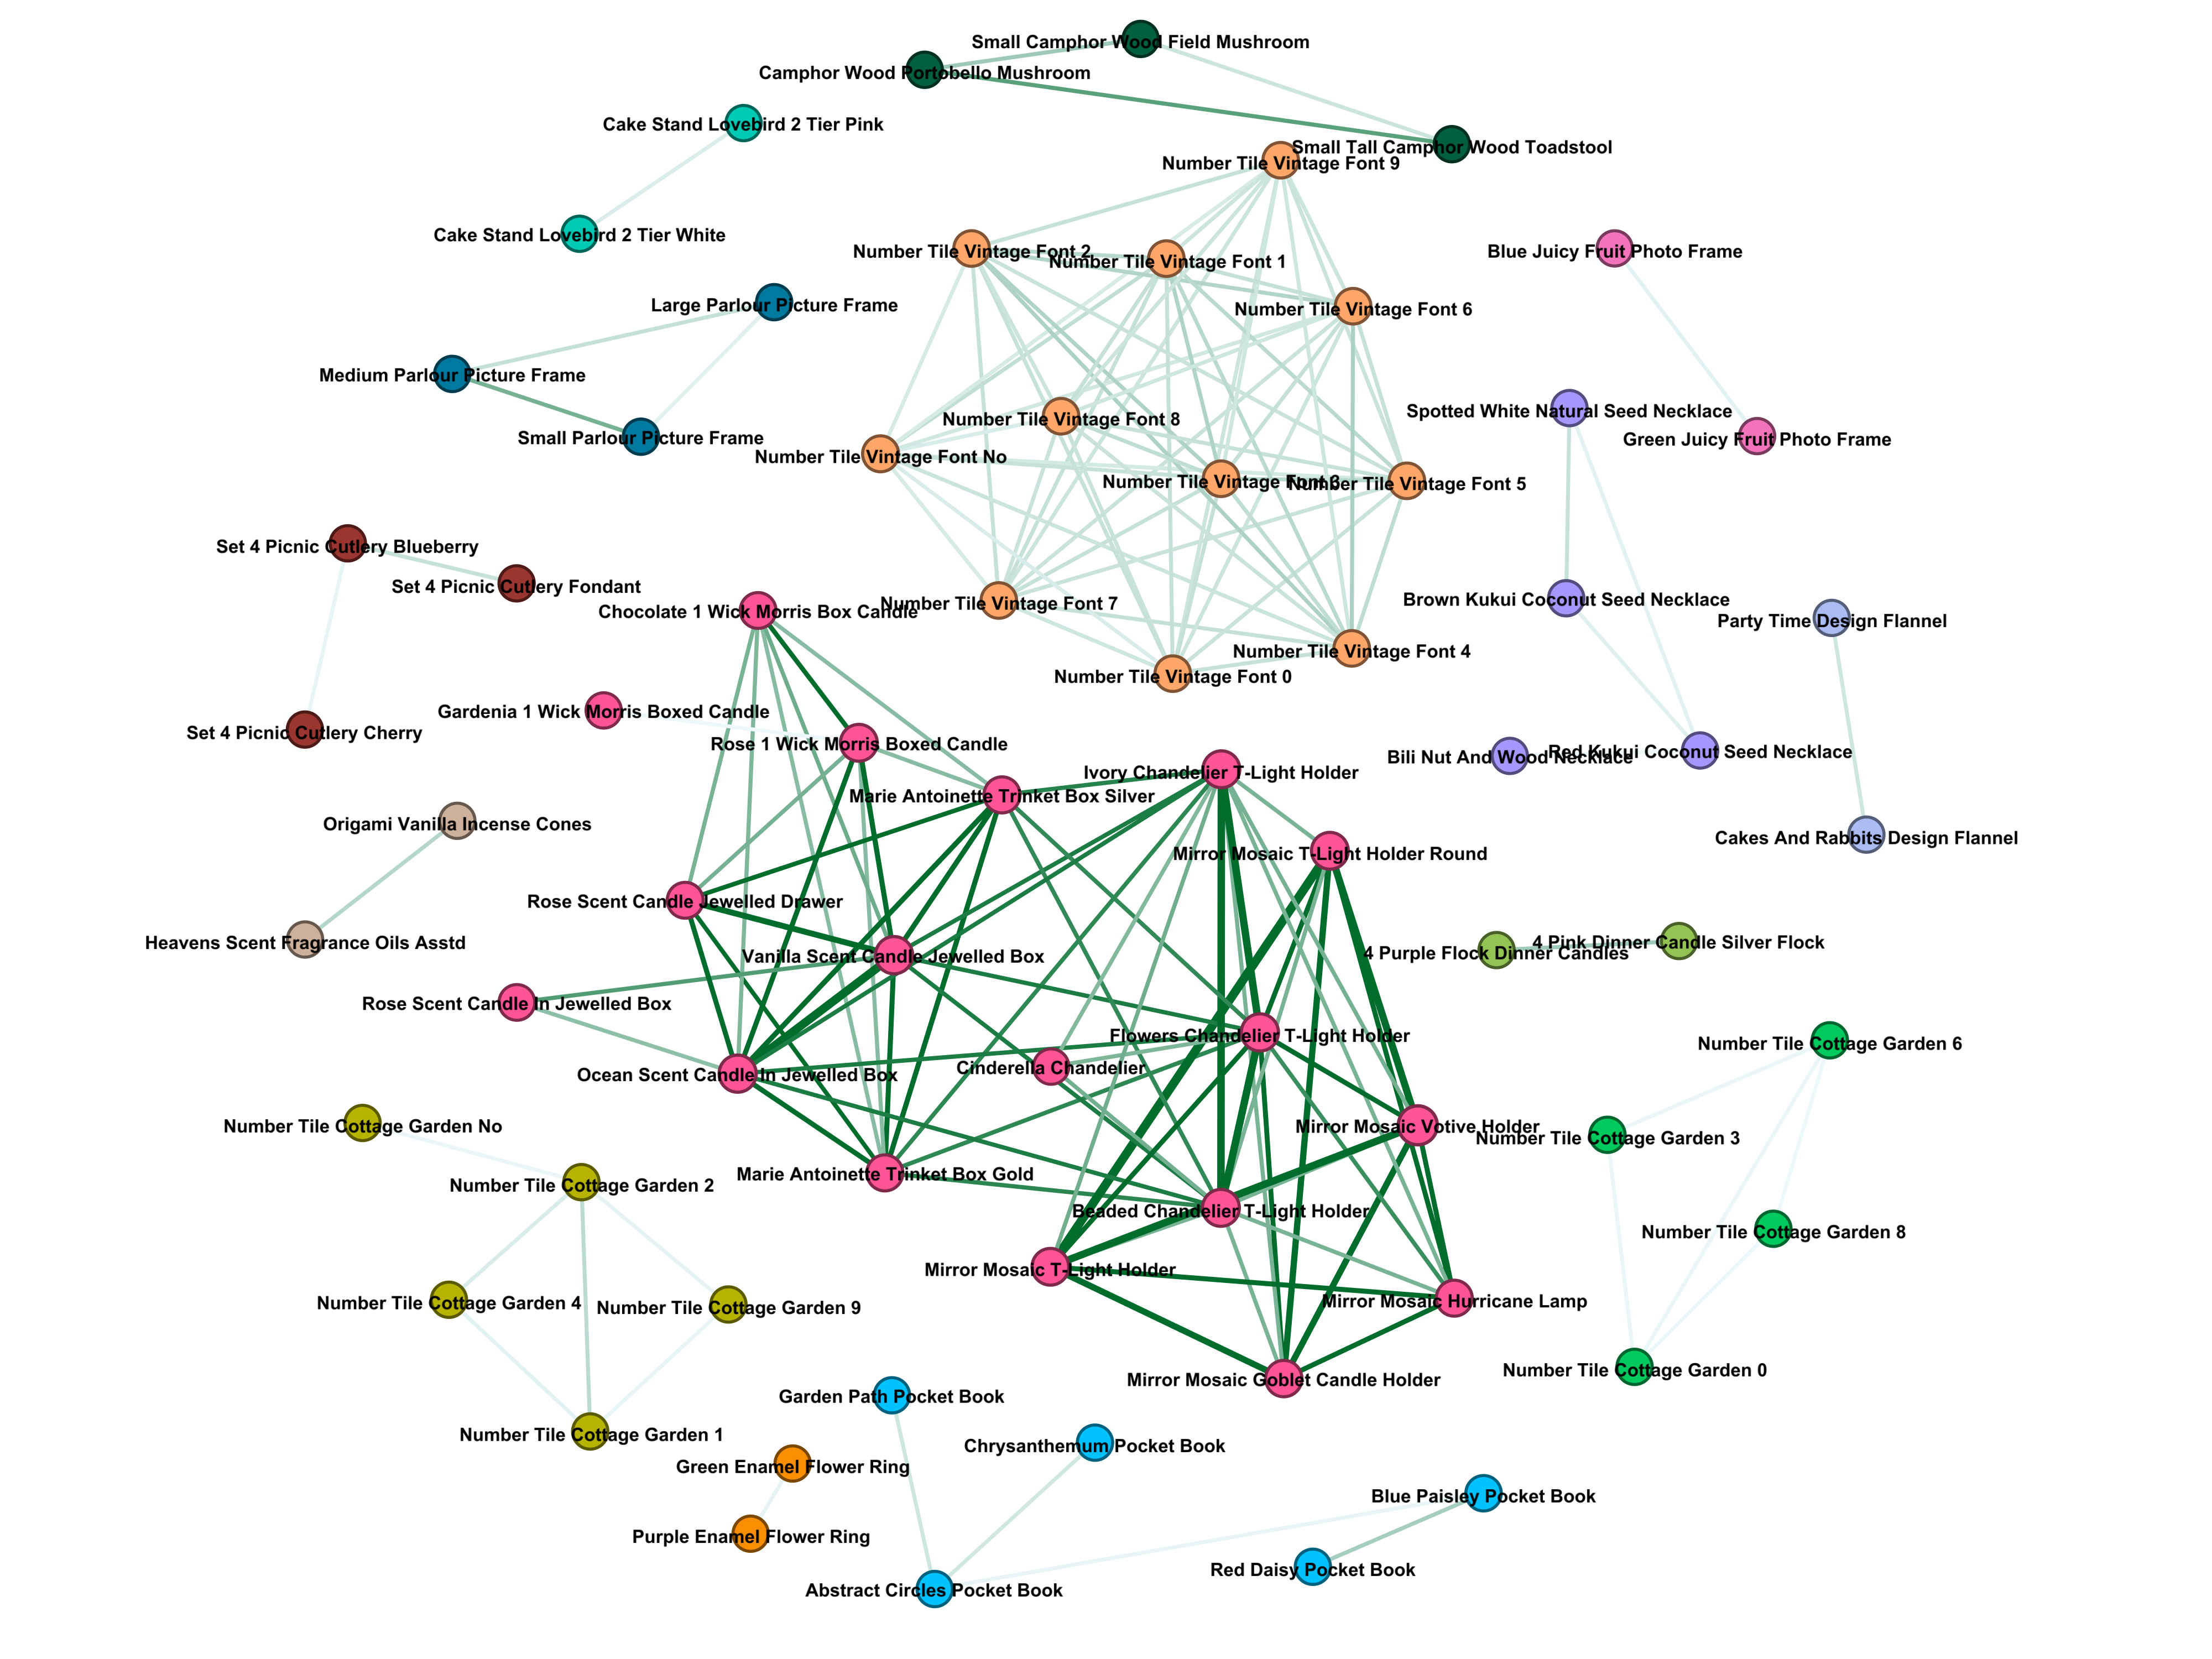 Small Camphor Wood Field Mushroom
Camphor Wood Portobello Mushroom
Cake Stand Lovebird 2 Tier Pink
Small Tall Camphor Wood Toadstool
Number Tile Vintage Font 9
Cake Stand Lovebird 2 Tier White
Number Tile Vintage Font 2
Number Tile Vintage Font 1
Blue Juicy Fruit Photo Frame
Large Parlour Picture Frame
Number Tile Vintage Font 6
Medium Parlour Picture Frame
Spotted White Natural Seed Necklace
Number Tile Vintage Font 8
Small Parlour Picture Frame
Green Juicy Fruit Photo Frame
Number Tile Vintage Font No
Number Tile Vintage Font 3
Number Tile Vintage Font 5
Set 4 Picnic Cutlery Blueberry
Set 4 Picnic Cutlery Fondant
Chocolate 1 Wick Morris Box Candle
Number Tile Vintage Font 7
Brown Kukui Coconut Seed Necklace
Party Time Design Flannel
Number Tile Vintage Font 4
Number Tile Vintage Font 0
Gardenia 1 Wick Morris Boxed Candle
Set 4 Picnic Cutlery Cherry
Rose 1 Wick Morris Boxed Candle
Bili Nut And Wood Necklace
Red Kukui Coconut Seed Necklace
Ivory Chandelier T-Light Holder
Marie Antoinette Trinket Box Silver
Origami Vanilla Incense Cones
Cakes And Rabbits Design Flannel
Mirror Mosaic T-Light Holder Round
Rose Scent Candle Jewelled Drawer
Heavens Scent Fragrance Oils Asstd
4 Purple Flock Dinner Candles
4 Pink Dinner Candle Silver Flock
Vanilla Scent Candle Jewelled Box
Rose Scent Candle In Jewelled Box
Flowers Chandelier T-Light Holder
Number Tile Cottage Garden 6
Cinderella Chandelier
Ocean Scent Candle In Jewelled Box
Number Tile Cottage Garden No
Mirror Mosaic Votive Holder
Number Tile Cottage Garden 3
Marie Antoinette Trinket Box Gold
Number Tile Cottage Garden 2
Beaded Chandelier T-Light Holder
Number Tile Cottage Garden 8
Mirror Mosaic T-Light Holder
Number Tile Cottage Garden 4
Number Tile Cottage Garden 9
Mirror Mosaic Hurricane Lamp
Number Tile Cottage Garden 0
Mirror Mosaic Goblet Candle Holder
Garden Path Pocket Book
Number Tile Cottage Garden 1
Chrysanthemum Pocket Book
Green Enamel Flower Ring
Blue Paisley Pocket Book
Purple Enamel Flower Ring
Red Daisy Pocket Book
Abstract Circles Pocket Book